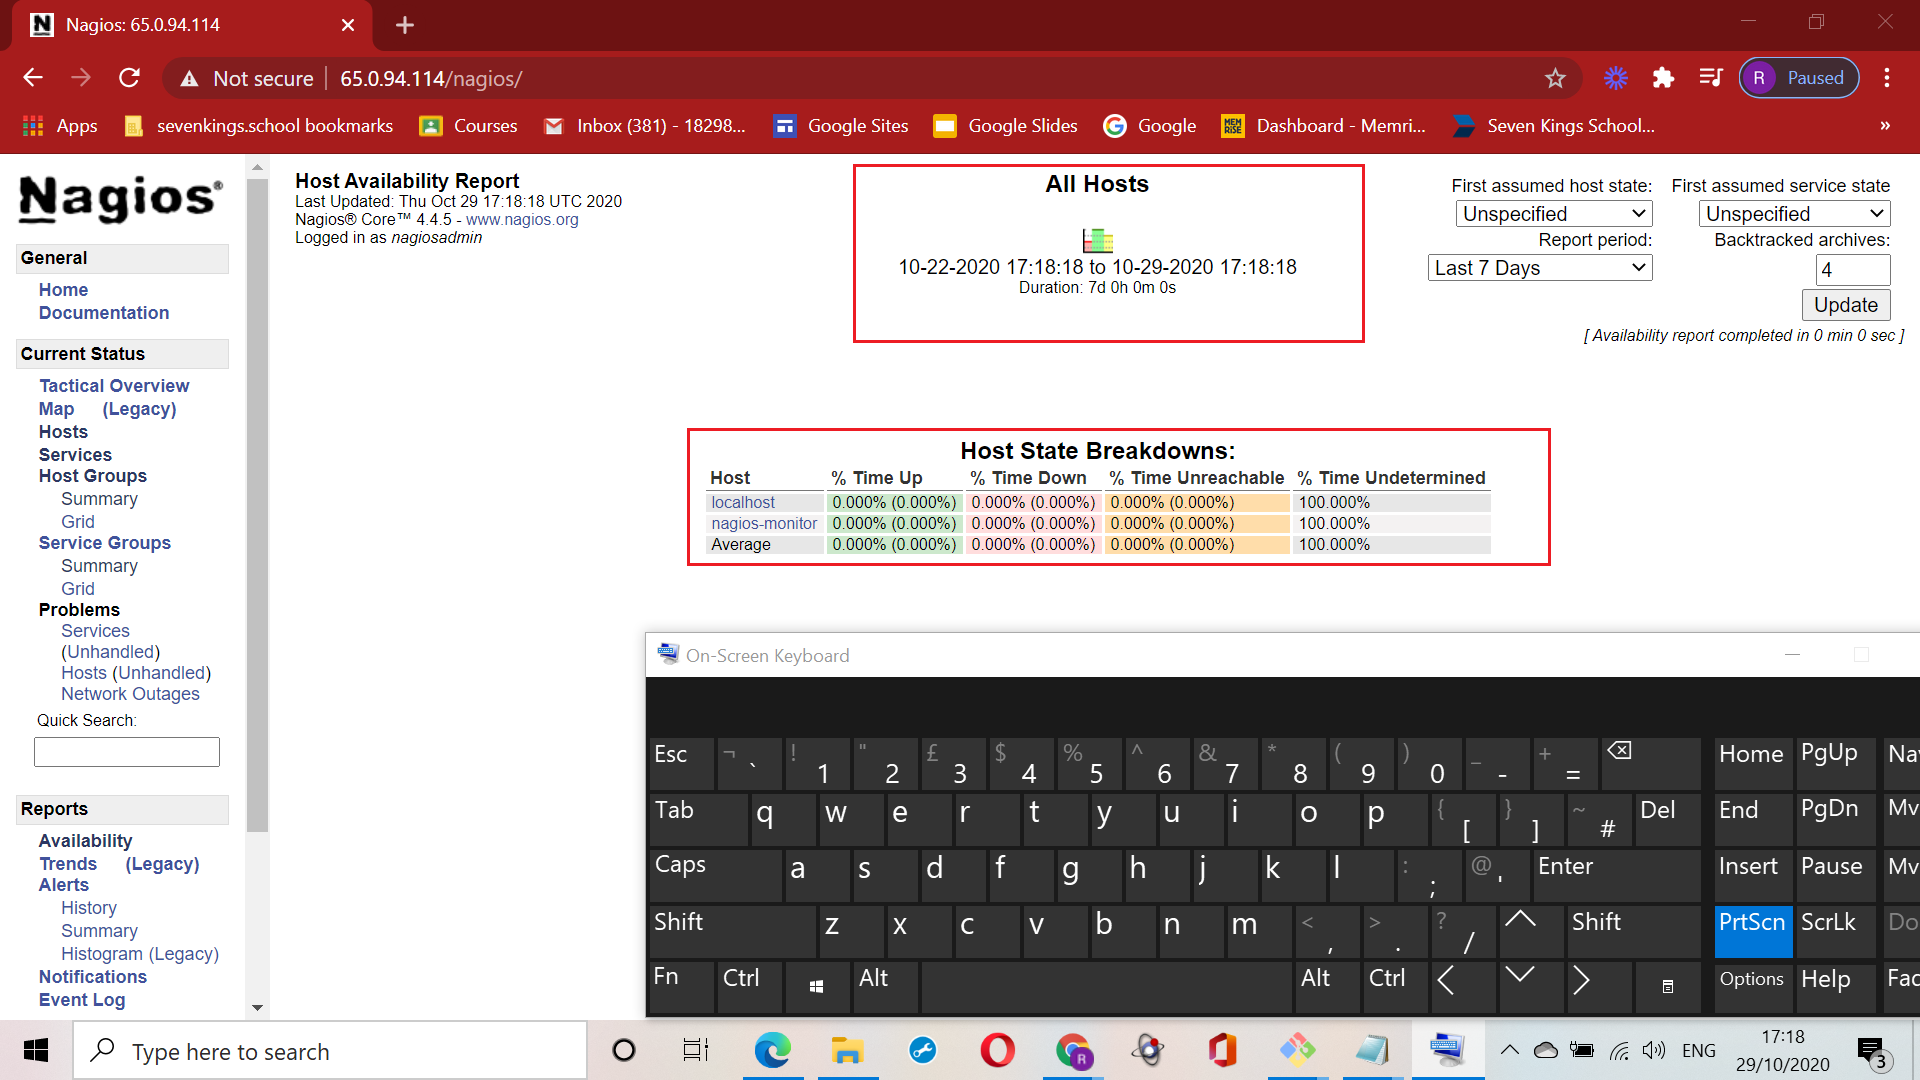 Nagios: 65.0.94.114
Not secure | 65.0.94.114/nagios/
R Paused
Apps sevenkings.school bookmarks Courses Inbox (381) - 18298... Google Sites Google Slides Google Dashboard - Memri... Seven Kings School... »
Nagios®
General
Home
Documentation
Current Status
Tactical Overview
Map (Legacy)
Hosts
Services
Host Groups
Summary
Grid
Service Groups
Summary
Grid
Problems
Services
(Unhandled)
Hosts (Unhandled)
Network Outages
Quick Search:
Reports
Availability
Trends (Legacy)
Alerts
History
Summary
Histogram (Legacy)
Notifications
Event Log
Host Availability Report
Last Updated: Thu Oct 29 17:18:18 UTC 2020
Nagios® Core™ 4.4.5 - www.nagios.org
Logged in as nagiosadmin
All Hosts
10-22-2020 17:18:18 to 10-29-2020 17:18:18
Duration: 7d 0h 0m 0s
First assumed host state: First assumed service state
Unspecified Unspecified
Report period: Backtracked archives:
Last 7 Days 4
Update
[ Availability report completed in 0 min 0 sec ]
Host State Breakdowns:
Host % Time Up % Time Down % Time Unreachable % Time Undetermined
localhost 0.000% (0.000%) 0.000% (0.000%) 0.000% (0.000%) 100.000%
nagios-monitor 0.000% (0.000%) 0.000% (0.000%) 0.000% (0.000%) 100.000%
Average 0.000% (0.000%) 0.000% (0.000%) 0.000% (0.000%) 100.000%
On-Screen Keyboard
Esc ¬ ` ! 1 " 2 £ 3 $ 4 % 5 ^ 6 & 7 * 8 ( 9 ) 0 _ - + = Home PgUp Na
Tab q w e r t y u i o p { [ } ] ~ # Del End PgDn Mv
Caps a s d f g h j k l : ; @ ' Enter Insert Pause Mv
Shift z x c v b n m < , > . ? / Shift PrtScn ScrLk Do
Fn Ctrl Alt Alt Ctrl Options Help Fac
Type here to search
R
ENG
17:18
29/10/2020
3